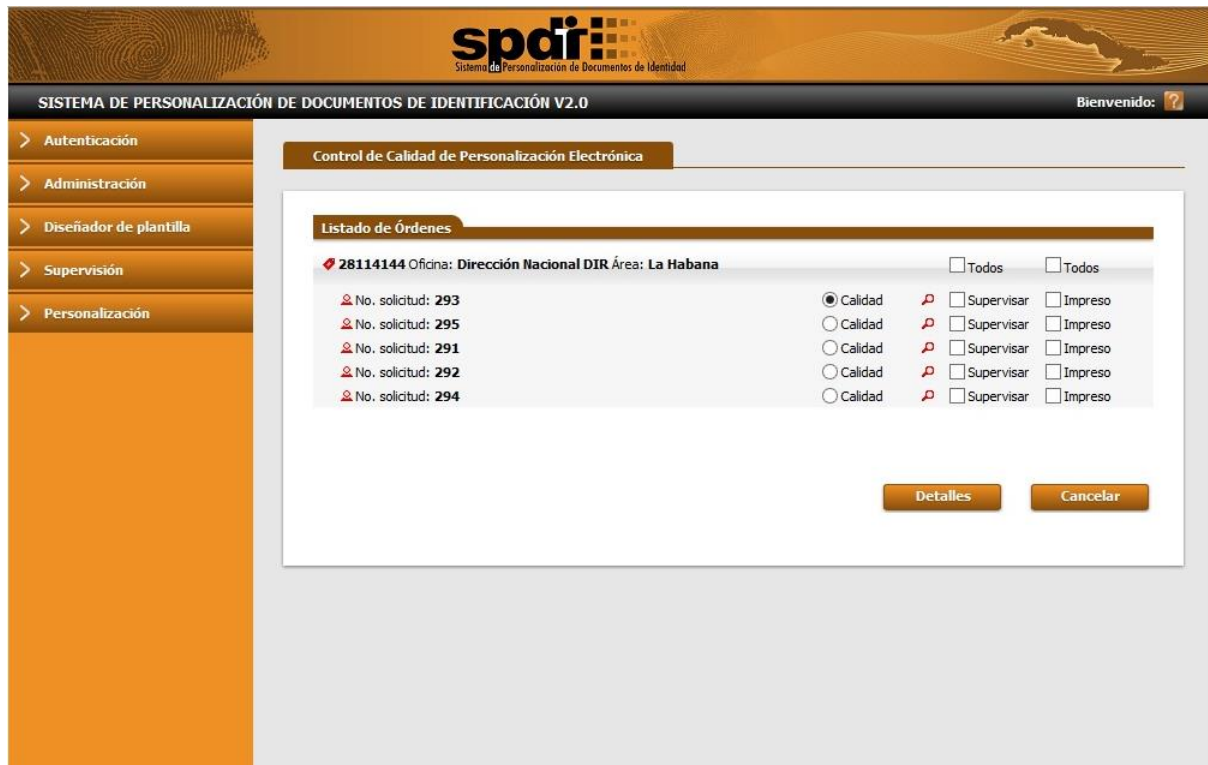 spdi
Sistema de Personalización de Documentos de Identidad
SISTEMA DE PERSONALIZACIÓN DE DOCUMENTOS DE IDENTIFICACIÓN V2.0 Bienvenido: ?
Autenticación
Administración
Diseñador de plantilla
Supervisión
Personalización
Control de Calidad de Personalización Electrónica
Listado de Órdenes
28114144 Oficina: Dirección Nacional DIR Área: La Habana Todos Todos
No. solicitud: 293 Calidad Supervisar Impreso
No. solicitud: 295 Calidad Supervisar Impreso
No. solicitud: 291 Calidad Supervisar Impreso
No. solicitud: 292 Calidad Supervisar Impreso
No. solicitud: 294 Calidad Supervisar Impreso
Detalles Cancelar